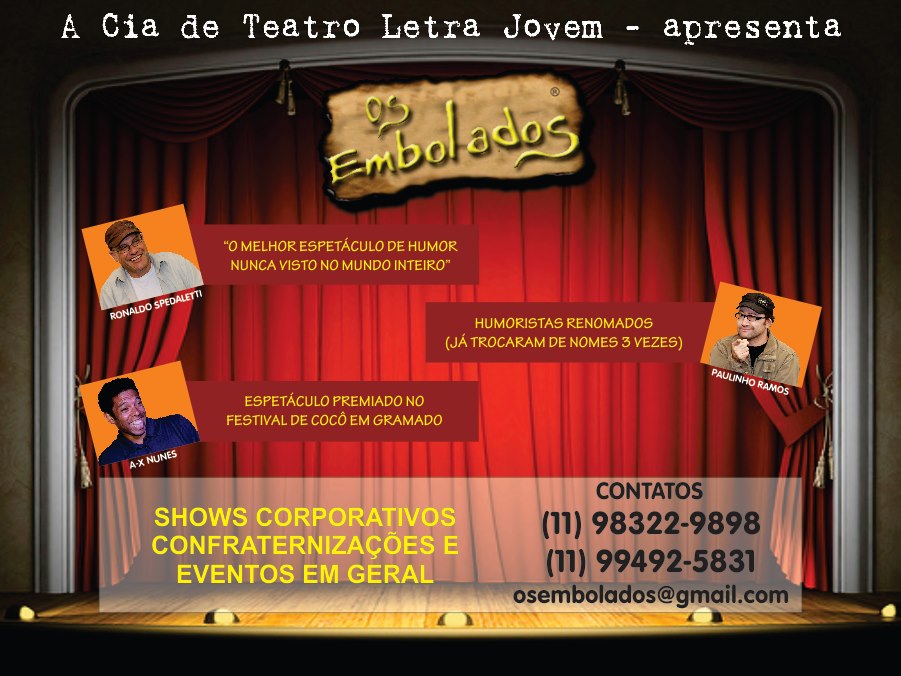 A Cia de Teatro Letra Jovem - apresenta
Os
Embolados
®
"O MELHOR ESPETÁCULO DE HUMOR
NUNCA VISTO NO MUNDO INTEIRO"
RONALDO SPEDALETTI
HUMORISTAS RENOMADOS
(JÁ TROCARAM DE NOMES 3 VEZES)
PAULINHO RAMOS
ESPETÁCULO PREMIADO NO
FESTIVAL DE COCÔ EM GRAMADO
A-X NUNES
SHOWS CORPORATIVOS
CONFRATERNIZAÇÕES E
EVENTOS EM GERAL
CONTATOS
(11) 98322-9898
(11) 99492-5831
osembolados@gmail.com